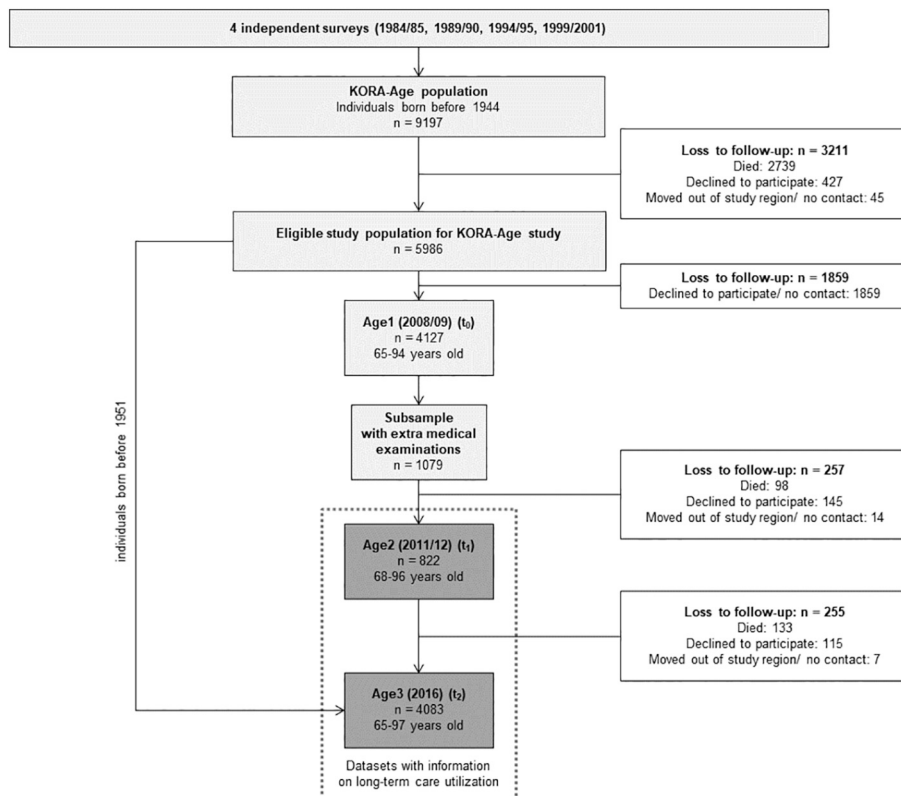 4 independent surveys (1984/85, 1989/90, 1994/95, 1999/2001)
KORA-Age population
Individuals born before 1944
n = 9197
Loss to follow-up: n = 3211
Died: 2739
Declined to participate: 427
Moved out of study region/ no contact: 45
Eligible study population for KORA-Age study
n = 5986
Loss to follow-up: n = 1859
Declined to participate/ no contact: 1859
Age1 (2008/09) (t₀)
n = 4127
65-94 years old
individuals born before 1951
Subsample
with extra medical
examinations
n = 1079
Loss to follow-up: n = 257
Died: 98
Declined to participate: 145
Moved out of study region/ no contact: 14
Age2 (2011/12) (t₁)
n = 822
68-96 years old
Loss to follow-up: n = 255
Died: 133
Declined to participate: 115
Moved out of study region/ no contact: 7
Age3 (2016) (t₂)
n = 4083
65-97 years old
Datasets with information
on long-term care utilization